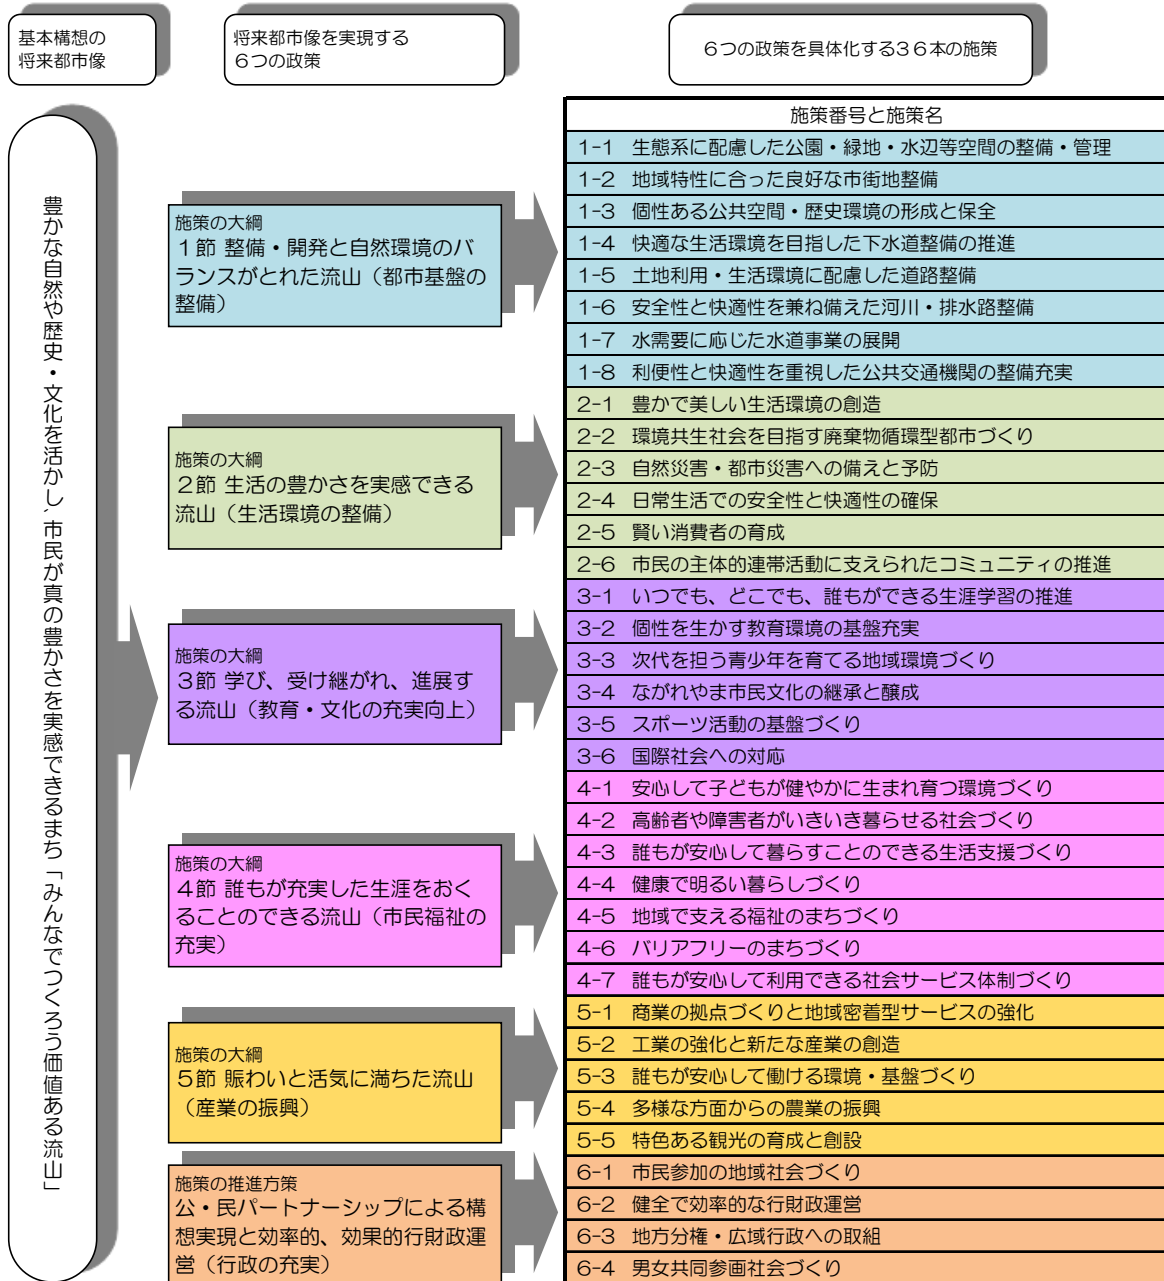 基本構想の
将来都市像
将来都市像を実現する
６つの政策
６つの政策を具体化する３６本の施策
豊かな自然や歴史・文化を活かし、市民が真の豊かさを実感できるまち「みんなでつくろう価値ある流山」
施策の大綱
１節 整備・開発と自然環境のバ
ランスがとれた流山（都市基盤の
整備）
施策の大綱
２節 生活の豊かさを実感できる
流山（生活環境の整備）
施策の大綱
３節 学び、受け継がれ、進展す
る流山（教育・文化の充実向上）
施策の大綱
４節 誰もが充実した生涯をおく
ることのできる流山（市民福祉の
充実）
施策の大綱
５節 賑わいと活気に満ちた流山
（産業の振興）
施策の推進方策
公・民パートナーシップによる構
想実現と効率的、効果的行財政運
営（行政の充実）
施策番号と施策名
1-1 生態系に配慮した公園・緑地・水辺等空間の整備・管理
1-2 地域特性に合った良好な市街地整備
1-3 個性ある公共空間・歴史環境の形成と保全
1-4 快適な生活環境を目指した下水道整備の推進
1-5 土地利用・生活環境に配慮した道路整備
1-6 安全性と快適性を兼ね備えた河川・排水路整備
1-7 水需要に応じた水道事業の展開
1-8 利便性と快適性を重視した公共交通機関の整備充実
2-1 豊かで美しい生活環境の創造
2-2 環境共生社会を目指す廃棄物循環型都市づくり
2-3 自然災害・都市災害への備えと予防
2-4 日常生活での安全性と快適性の確保
2-5 賢い消費者の育成
2-6 市民の主体的連帯活動に支えられたコミュニティの推進
3-1 いつでも、どこでも、誰もができる生涯学習の推進
3-2 個性を生かす教育環境の基盤充実
3-3 次代を担う青少年を育てる地域環境づくり
3-4 ながれやま市民文化の継承と醸成
3-5 スポーツ活動の基盤づくり
3-6 国際社会への対応
4-1 安心して子どもが健やかに生まれ育つ環境づくり
4-2 高齢者や障害者がいきいき暮らせる社会づくり
4-3 誰もが安心して暮らすことのできる生活支援づくり
4-4 健康で明るい暮らしづくり
4-5 地域で支える福祉のまちづくり
4-6 バリアフリーのまちづくり
4-7 誰もが安心して利用できる社会サービス体制づくり
5-1 商業の拠点づくりと地域密着型サービスの強化
5-2 工業の強化と新たな産業の創造
5-3 誰もが安心して働ける環境・基盤づくり
5-4 多様な方面からの農業の振興
5-5 特色ある観光の育成と創設
6-1 市民参加の地域社会づくり
6-2 健全で効率的な行財政運営
6-3 地方分権・広域行政への取組
6-4 男女共同参画社会づくり